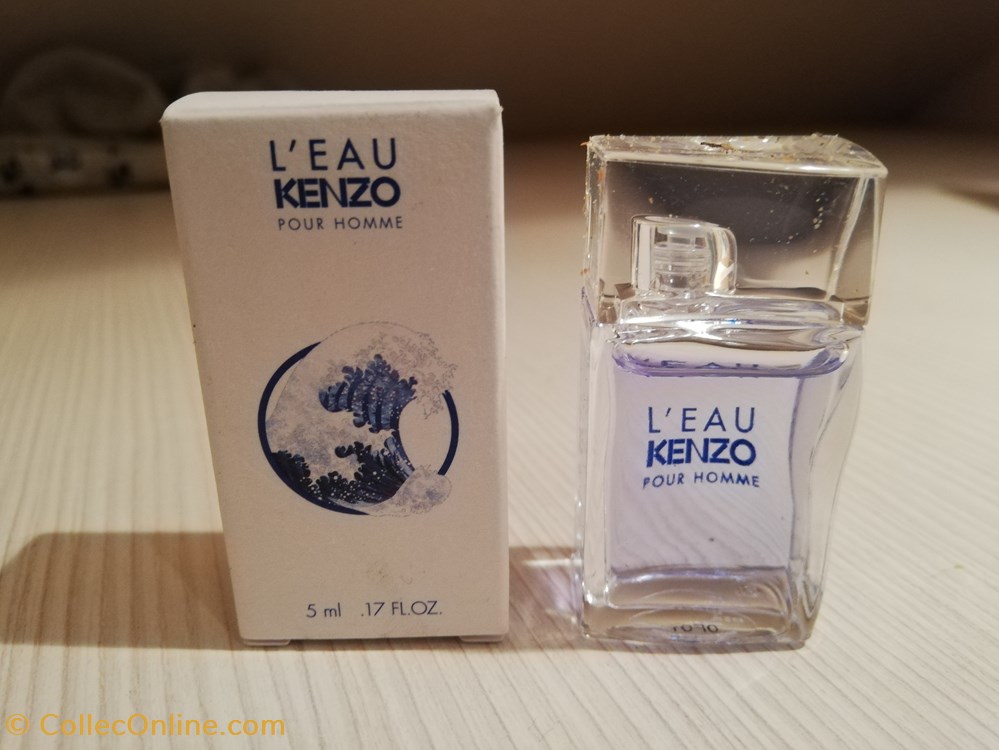 L'EAU
KENZO
POUR HOMME
5 ml .17 FL.OZ.
L'EAU
KENZO
POUR HOMME
© CollecOnline.com